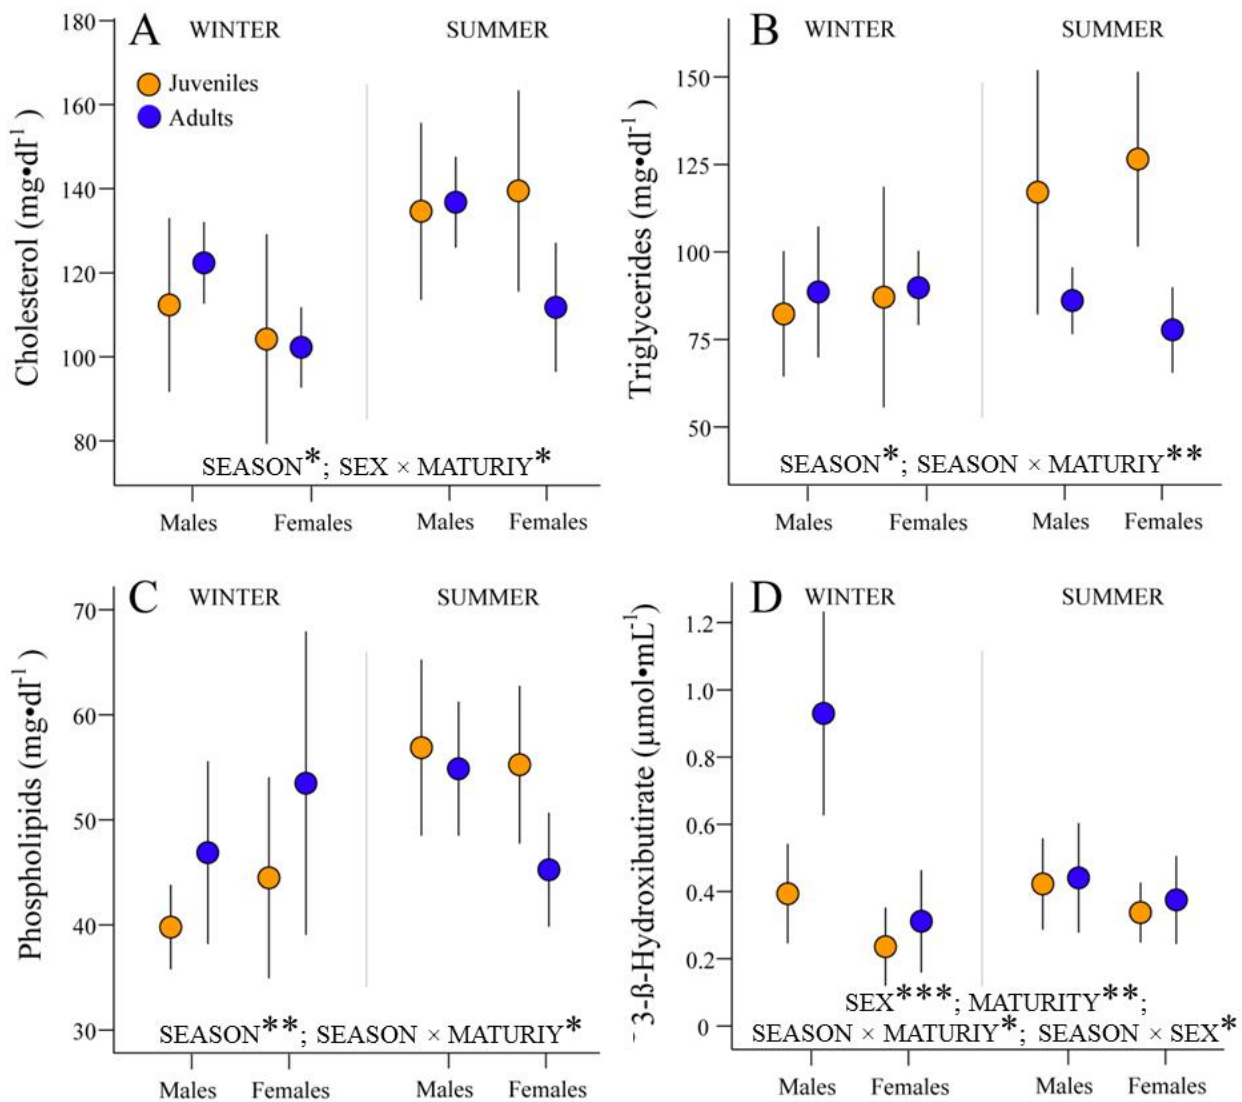 A WINTER SUMMER
Juveniles
Adults
Cholesterol (mg•dl-1 )
180
160
140
120
100
80
SEASON*; SEX × MATURIY*
Males Females Males Females
B WINTER SUMMER
Triglycerides (mg•dl-1 )
150
125
100
75
50
SEASON*; SEASON × MATURIY**
Males Females Males Females
C WINTER SUMMER
Phospholipids (mg•dl-1 )
70
60
50
40
30
SEASON**; SEASON × MATURIY*
Males Females Males Females
D WINTER SUMMER
3-ß-Hydroxibutirate (µmol•mL-1)
1.2
1.0
0.8
0.6
0.4
0.2
0
SEX***; MATURITY**;
SEASON × MATURIY*; SEASON × SEX*
Males Females Males Females